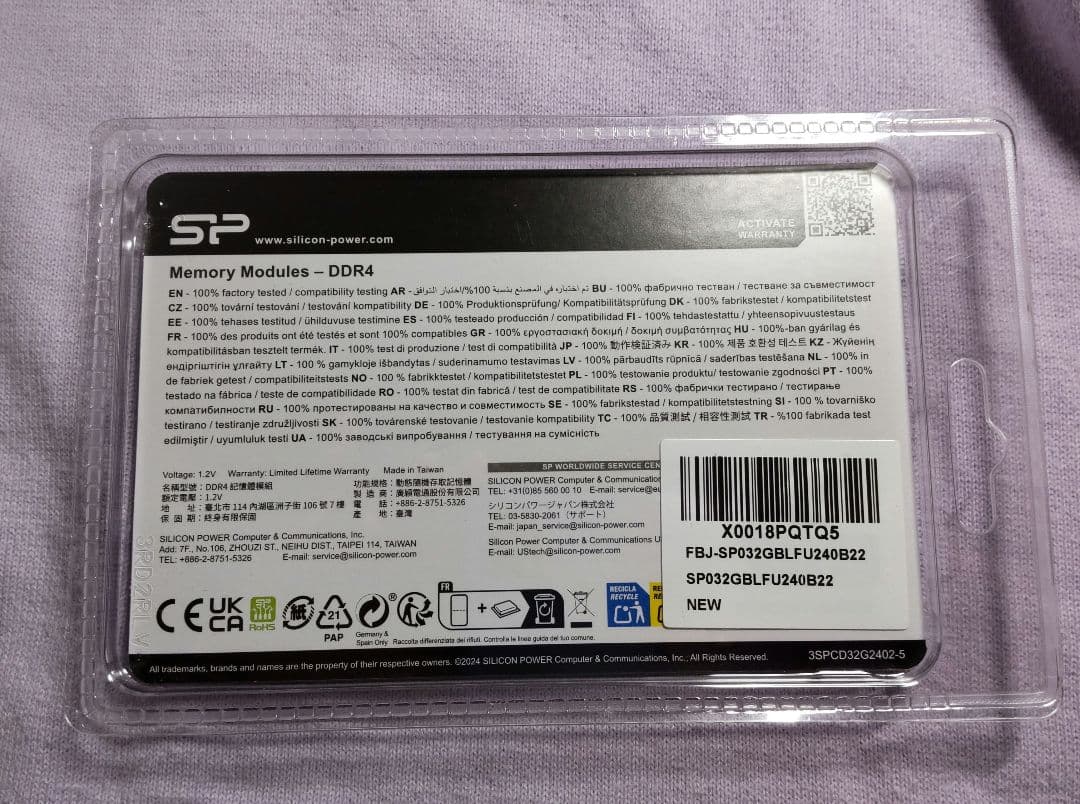 SP www.silicon-power.com
ACTIVATE
WARRANTY
Memory Modules – DDR4
EN - 100% factory tested / compatibility testing AR - تم اختباره في المصنع بنسبة 100%/اختبار التوافق BU - 100% фабрично тестван / тестване за съвместимост
CZ - 100% tovární testování / testování kompatibility DE - 100% Produktionsprüfung/ Kompatibilitätsprüfung DK - 100% fabrikstestet / kompatibilitetstest
EE - 100% tehases testitud / ühilduvuse testimine ES - 100% testeado producción / compatibilidad FI - 100% tehdastestattu / yhteensopivuustestaus
FR - 100% des produits ont été testés et sont 100% compatibles GR - 100% εργοστασιακή δοκιμή / δοκιμή συμβατότητας HU - 100%-ban gyárilag és
kompatibilitásban tesztelt termék. IT - 100% test di produzione / test di compatibilità JP - 100% 動作検証済み KR - 100% 제품 호환성 테스트 KZ - Жүйенің
өндіріштігін ұлғайту LT - 100 % gamykloje išbandytas / suderinamumo testavimas LV - 100% pārbaudīts rūpnīcā / saderības testēšana NL - 100% in
de fabriek getest / compatibiliteitstests NO - 100 % fabrikktestet / kompatibilitetstestet PL - 100% testowanie produktu/ testowanie zgodności PT - 100%
testado na fábrica / teste de compatibilidade RO - 100% testat din fabrică / test de compatibilitate RS - 100% фабрички тестирано / тестирање
компатибилности RU - 100% протестированы на качество и совместимость SE - 100% fabrikstestad / kompatibilitetstestning SI - 100 % tovarniško
testirano / testiranje združljivosti SK - 100% továrenské testovanie / testovanie kompatibility TC - 100% 品質測試 / 相容性測試 TR - %100 fabrikada test
edilmiştir / uyumluluk testi UA - 100% заводські випробування / тестування на сумісність
Voltage: 1.2V Warranty: Limited Lifetime Warranty Made in Taiwan
名稱型號：DDR4 記憶體模組 功能規格：動態隨機存取記憶體
額定電壓：1.2V 製造商：廣穎電通股份有限公司
地址：臺北市 114 內湖區洲子街 106 號 7 樓 電話：+886-2-8751-5326
保固期：終身有限保固 產地：臺灣
SILICON POWER Computer & Communications, Inc.
Add: 7F., No.106, ZHOUZI ST., NEIHU DIST., TAIPEI 114, TAIWAN
TEL: +886-2-8751-5326 E-mail: service@silicon-power.com
SP WORLDWIDE SERVICE CEN
SILICON POWER Computer & Communications
TEL: +31(0)85 560 00 10 E-mail: service@eu
シリコンパワージャパン株式会社
TEL: 03-5830-2061（サポート）
E-mail: japan_service@silicon-power.com
Silicon Power Computer & Communications U
E-mail: UStech@silicon-power.com
X0018PQTQ5
FBJ-SP032GBLFU240B22
SP032GBLFU240B22
NEW
CE UK CA RoHS 紙 21 PAP
Germany &
Spain Only
FR
+
RECICLA
RECYCLE
Raccolta differenziata dei rifiuti. Controlla le linee guida del tuo comune.
All trademarks, brands and names are the property of their respective owners. ©2024 SILICON POWER Computer & Communications, Inc., All Rights Reserved.
3SPCD32G2402-5